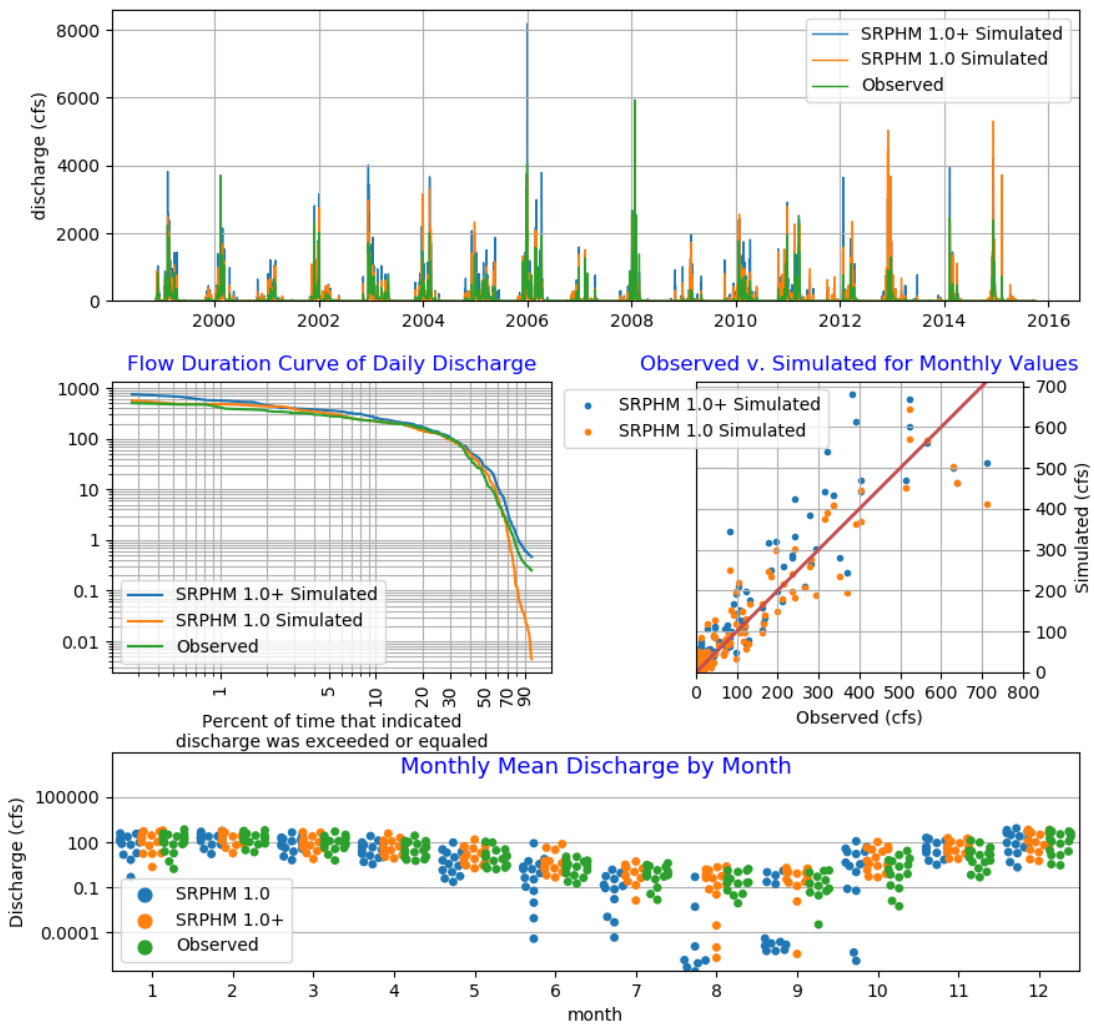 8000
6000
4000
2000
0
discharge (cfs)
SRPHM 1.0+ Simulated
SRPHM 1.0 Simulated
Observed
2000 2002 2004 2006 2008 2010 2012 2014 2016
Flow Duration Curve of Daily Discharge
1000
100
10
1
0.1
0.01
SRPHM 1.0+ Simulated
SRPHM 1.0 Simulated
Observed
1 5 10 20 30 50 70 90
Percent of time that indicated
discharge was exceeded or equaled
Observed v. Simulated for Monthly Values
SRPHM 1.0+ Simulated
SRPHM 1.0 Simulated
700
600
500
400
300
200
100
0
Simulated (cfs)
0 100 200 300 400 500 600 700 800
Observed (cfs)
Monthly Mean Discharge by Month
100000
100
0.1
0.0001
Discharge (cfs)
SRPHM 1.0
SRPHM 1.0+
Observed
1 2 3 4 5 6 7 8 9 10 11 12
month